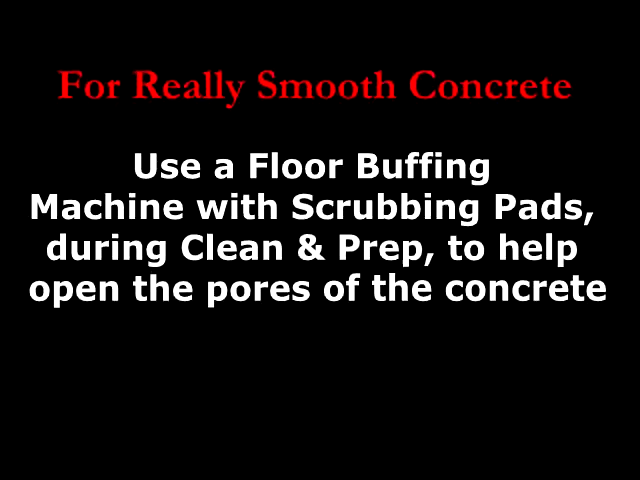 For Really Smooth Concrete
Use a Floor Buffing
Machine with Scrubbing Pads,
during Clean & Prep, to help
open the pores of the concrete